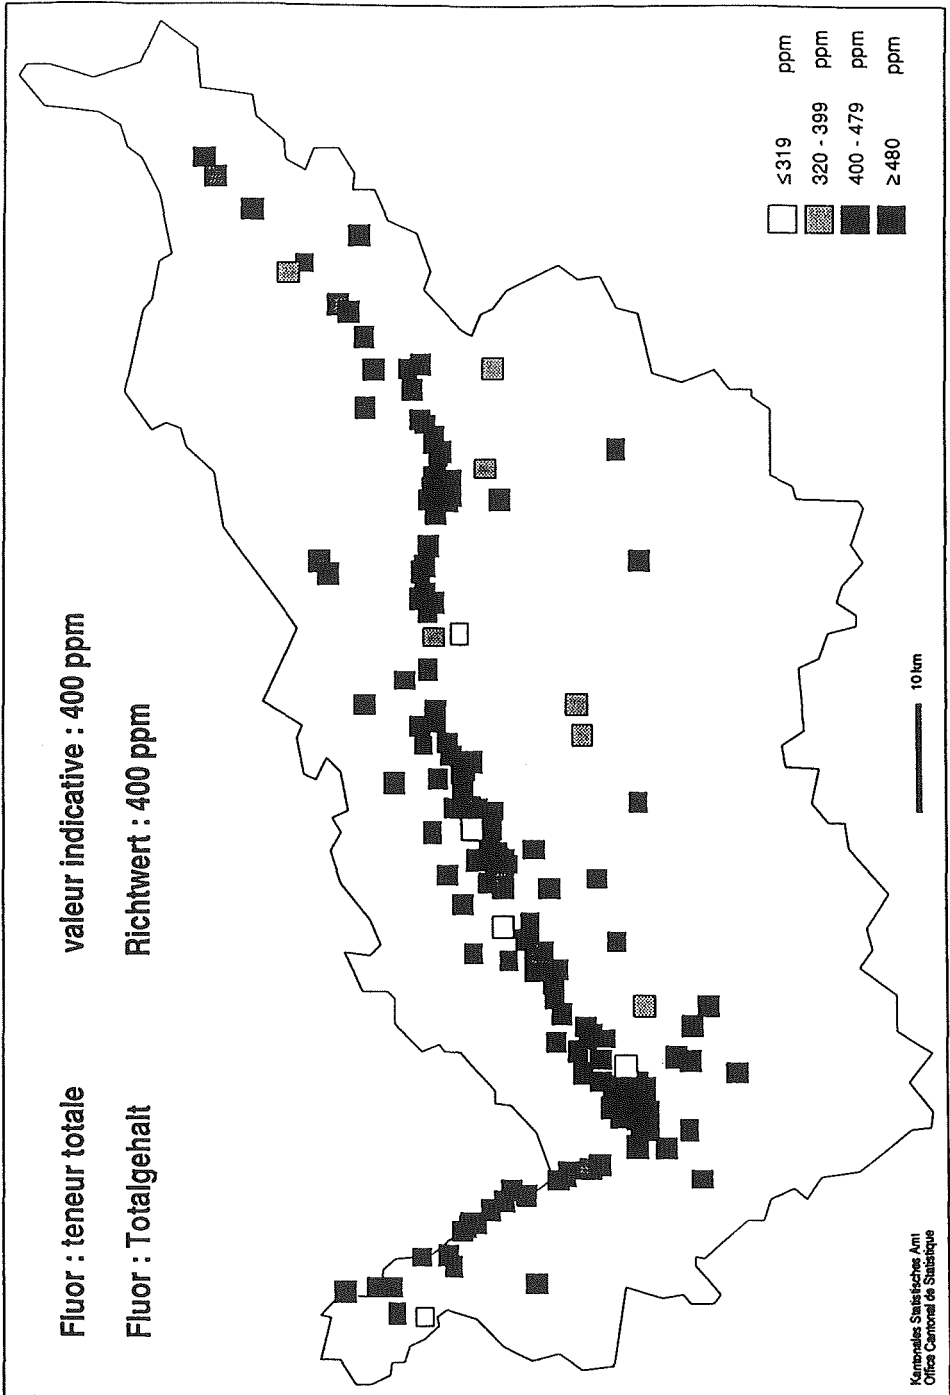 Fluor : teneur totale valeur indicative : 400 ppm
Fluor : Totalgehalt Richtwert : 400 ppm
≤319 ppm
320 - 399 ppm
400 - 479 ppm
≥480 ppm
10 km
Kantonales Statistisches Amt
Office Cantonal de Statistique